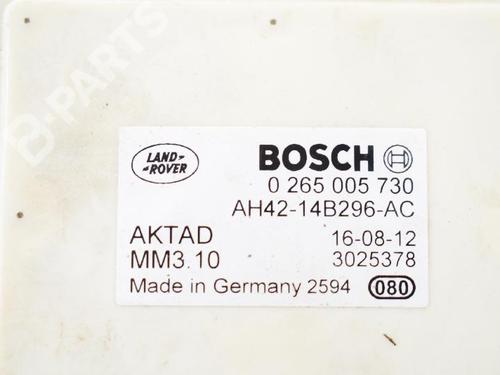 B-PARTS
LAND-
ROVER
BOSCH
0 265 005 730
AH42-14B296-AC
AKTAD 16-08-12
MM3.10 3025378
Made in Germany 2594 080